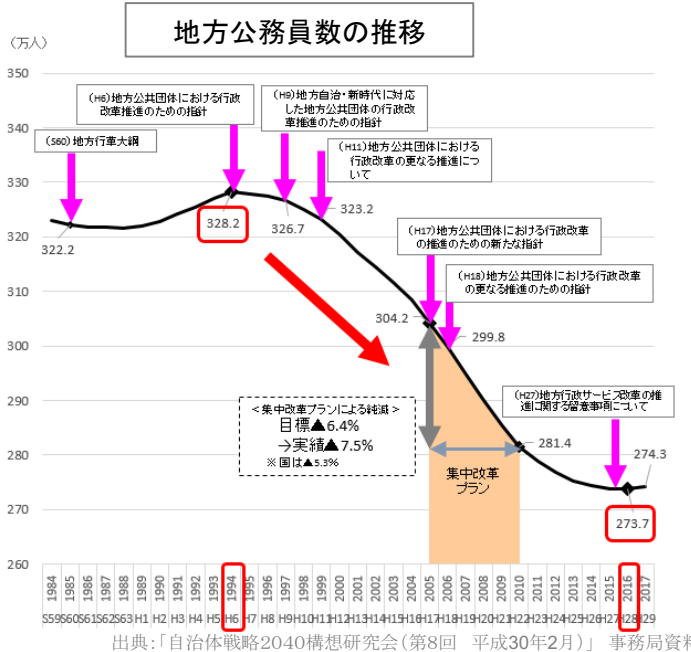 地方公務員数の推移
（万人）
350
340
330
320
310
300
290
280
270
260
（H6）地方公共団体における行政
改革推進のための指針
（H9）地方自治・新時代に対応
した地方公共団体の行政改
革推進のための指針
（S60）地方行革大綱
（H11）地方公共団体における
行政改革の更なる推進につ
いて
322.2
328.2
326.7
323.2
（H17）地方公共団体における行政改革
の推進のための新たな指針
（H18）地方公共団体における行政改革
の更なる推進のための指針
304.2
299.8
（H27）地方行政サービス改革の推
進に関する留意事項について
＜集中改革プランによる純減＞
目標▲6.4%
→実績▲7.5%
※国は▲5.3%
281.4
274.3
集中改革
プラン
273.7
1984 1985 1986 1987 1988 1989 1990 1991 1992 1993 1994 1995 1996 1997 1998 1999 2000 2001 2002 2003 2004 2005 2006 2007 2008 2009 2010 2011 2012 2013 2014 2015 2016 2017
S59 S60 S61 S62 S63 H1 H2 H3 H4 H5 H6 H7 H8 H9 H10 H11 H12 H13 H14 H15 H16 H17 H18 H19 H20 H21 H22 H23 H24 H25 H26 H27 H28 H29
出典：「自治体戦略2040構想研究会（第8回　平成30年2月）」 事務局資料